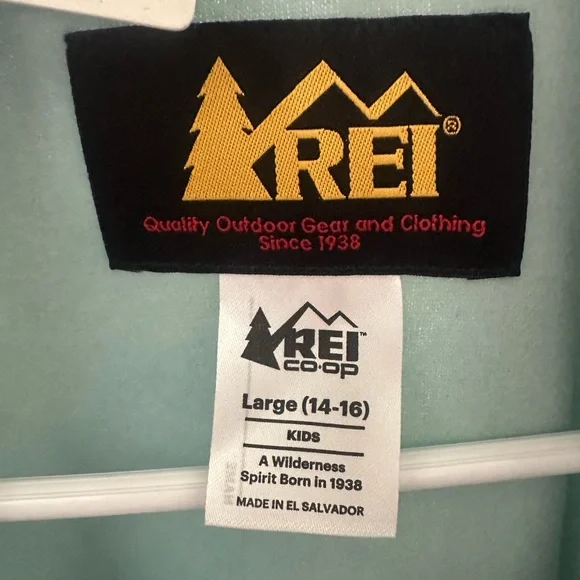 REI®
Quality Outdoor Gear and Clothing
Since 1938
REI™
co·op
Large (14-16)
KIDS
A Wilderness
Spirit Born in 1938
MADE IN EL SALVADOR